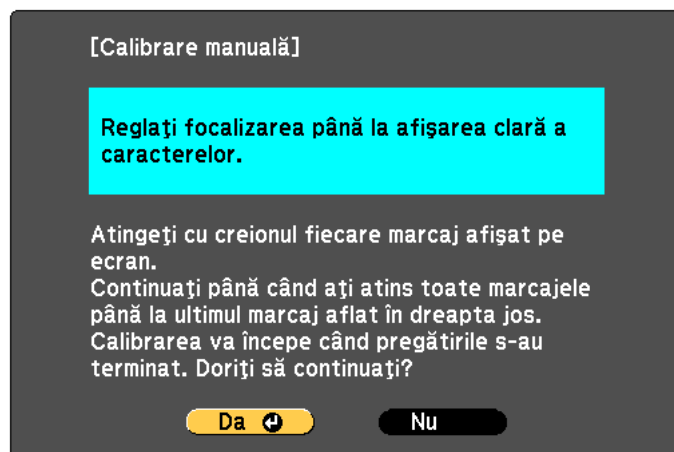 [Calibrare manuală]
Reglaţi focalizarea până la afişarea clară a
caracterelor.
Atingeţi cu creionul fiecare marcaj afişat pe
ecran.
Continuaţi până când aţi atins toate marcajele
până la ultimul marcaj aflat în dreapta jos.
Calibrarea va începe când pregătirile s-au
terminat. Doriţi să continuaţi?
Da
Nu